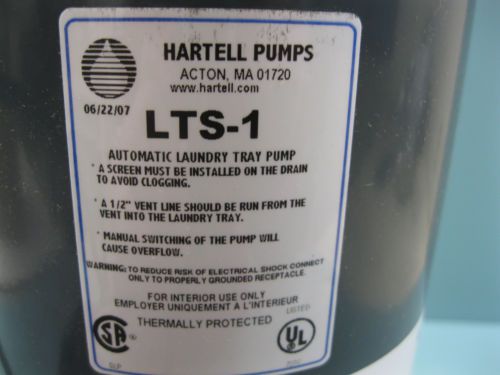 HARTELL PUMPS
ACTON, MA 01720
www.hartell.com
06/22/07
LTS-1
AUTOMATIC LAUNDRY TRAY PUMP
* A SCREEN MUST BE INSTALLED ON THE DRAIN
TO AVOID CLOGGING.
* A 1/2" VENT LINE SHOULD BE RUN FROM THE
VENT INTO THE LAUNDRY TRAY.
* MANUAL SWITCHING OF THE PUMP WILL
CAUSE OVERFLOW.
WARNING: TO REDUCE RISK OF ELECTRICAL SHOCK CONNECT
ONLY TO PROPERLY GROUNDED RECEPTACLE.
FOR INTERIOR USE ONLY
EMPLOYER UNIQUEMENT A L'INTERIEUR
LISTED
SA THERMALLY PROTECTED UL